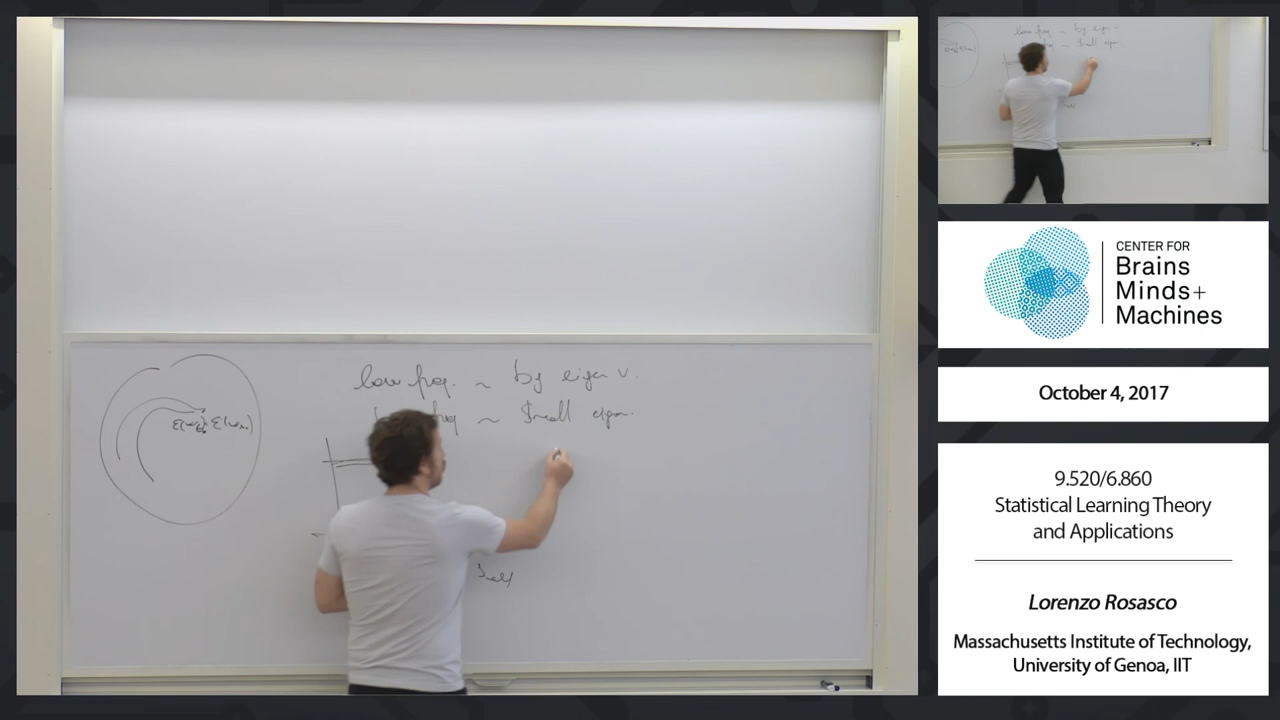 low freq. ~ big eigen v.
freq ~ small eigen.
small
CENTER FOR
Brains
Minds+
Machines
October 4, 2017
9.520/6.860
Statistical Learning Theory
and Applications
Lorenzo Rosasco
Massachusetts Institute of Technology,
University of Genoa, IIT